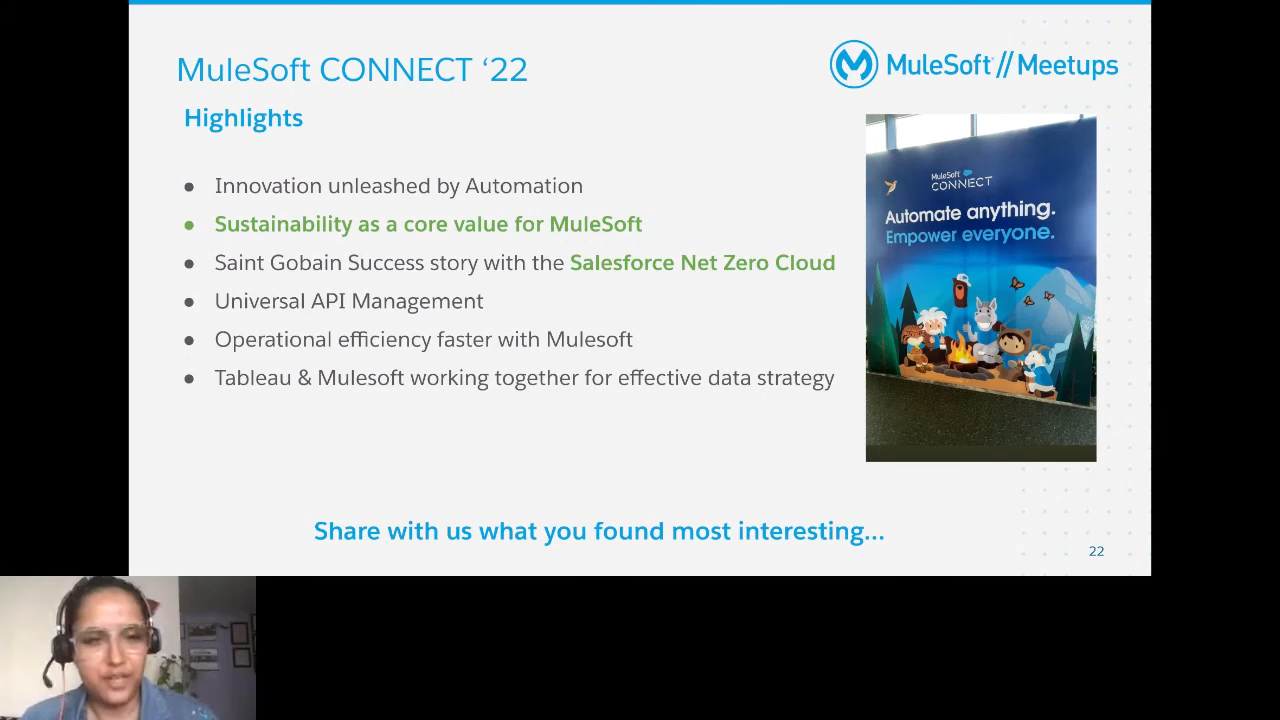 MuleSoft CONNECT ‘22
MuleSoft // Meetups
Highlights
● Innovation unleashed by Automation
● Sustainability as a core value for MuleSoft
● Saint Gobain Success story with the Salesforce Net Zero Cloud
● Universal API Management
● Operational efficiency faster with Mulesoft
● Tableau & Mulesoft working together for effective data strategy
MuleSoft
CONNECT
Automate anything.
Empower everyone.
Share with us what you found most interesting...
22